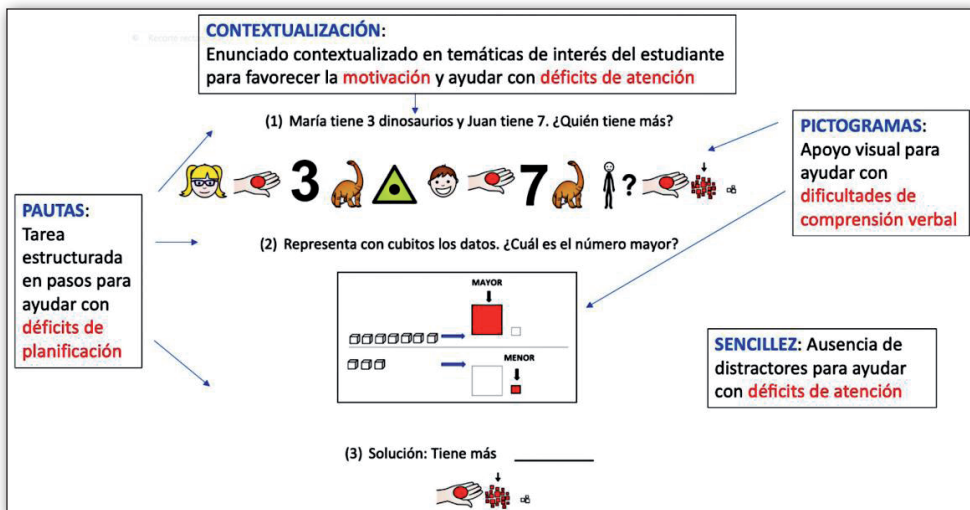 CONTEXTUALIZACIÓN:
Enunciado contextualizado en temáticas de interés del estudiante
para favorecer la motivación y ayudar con déficits de atención
(1) María tiene 3 dinosaurios y Juan tiene 7. ¿Quién tiene más?
3
7
?
PICTOGRAMAS:
Apoyo visual para
ayudar con
dificultades de
comprensión verbal
PAUTAS:
Tarea
estructurada
en pasos para
ayudar con
déficits de
planificación
(2) Representa con cubitos los datos. ¿Cuál es el número mayor?
MAYOR
MENOR
SENCILLEZ: Ausencia de
distractores para ayudar
con déficits de atención
(3) Solución: Tiene más ________